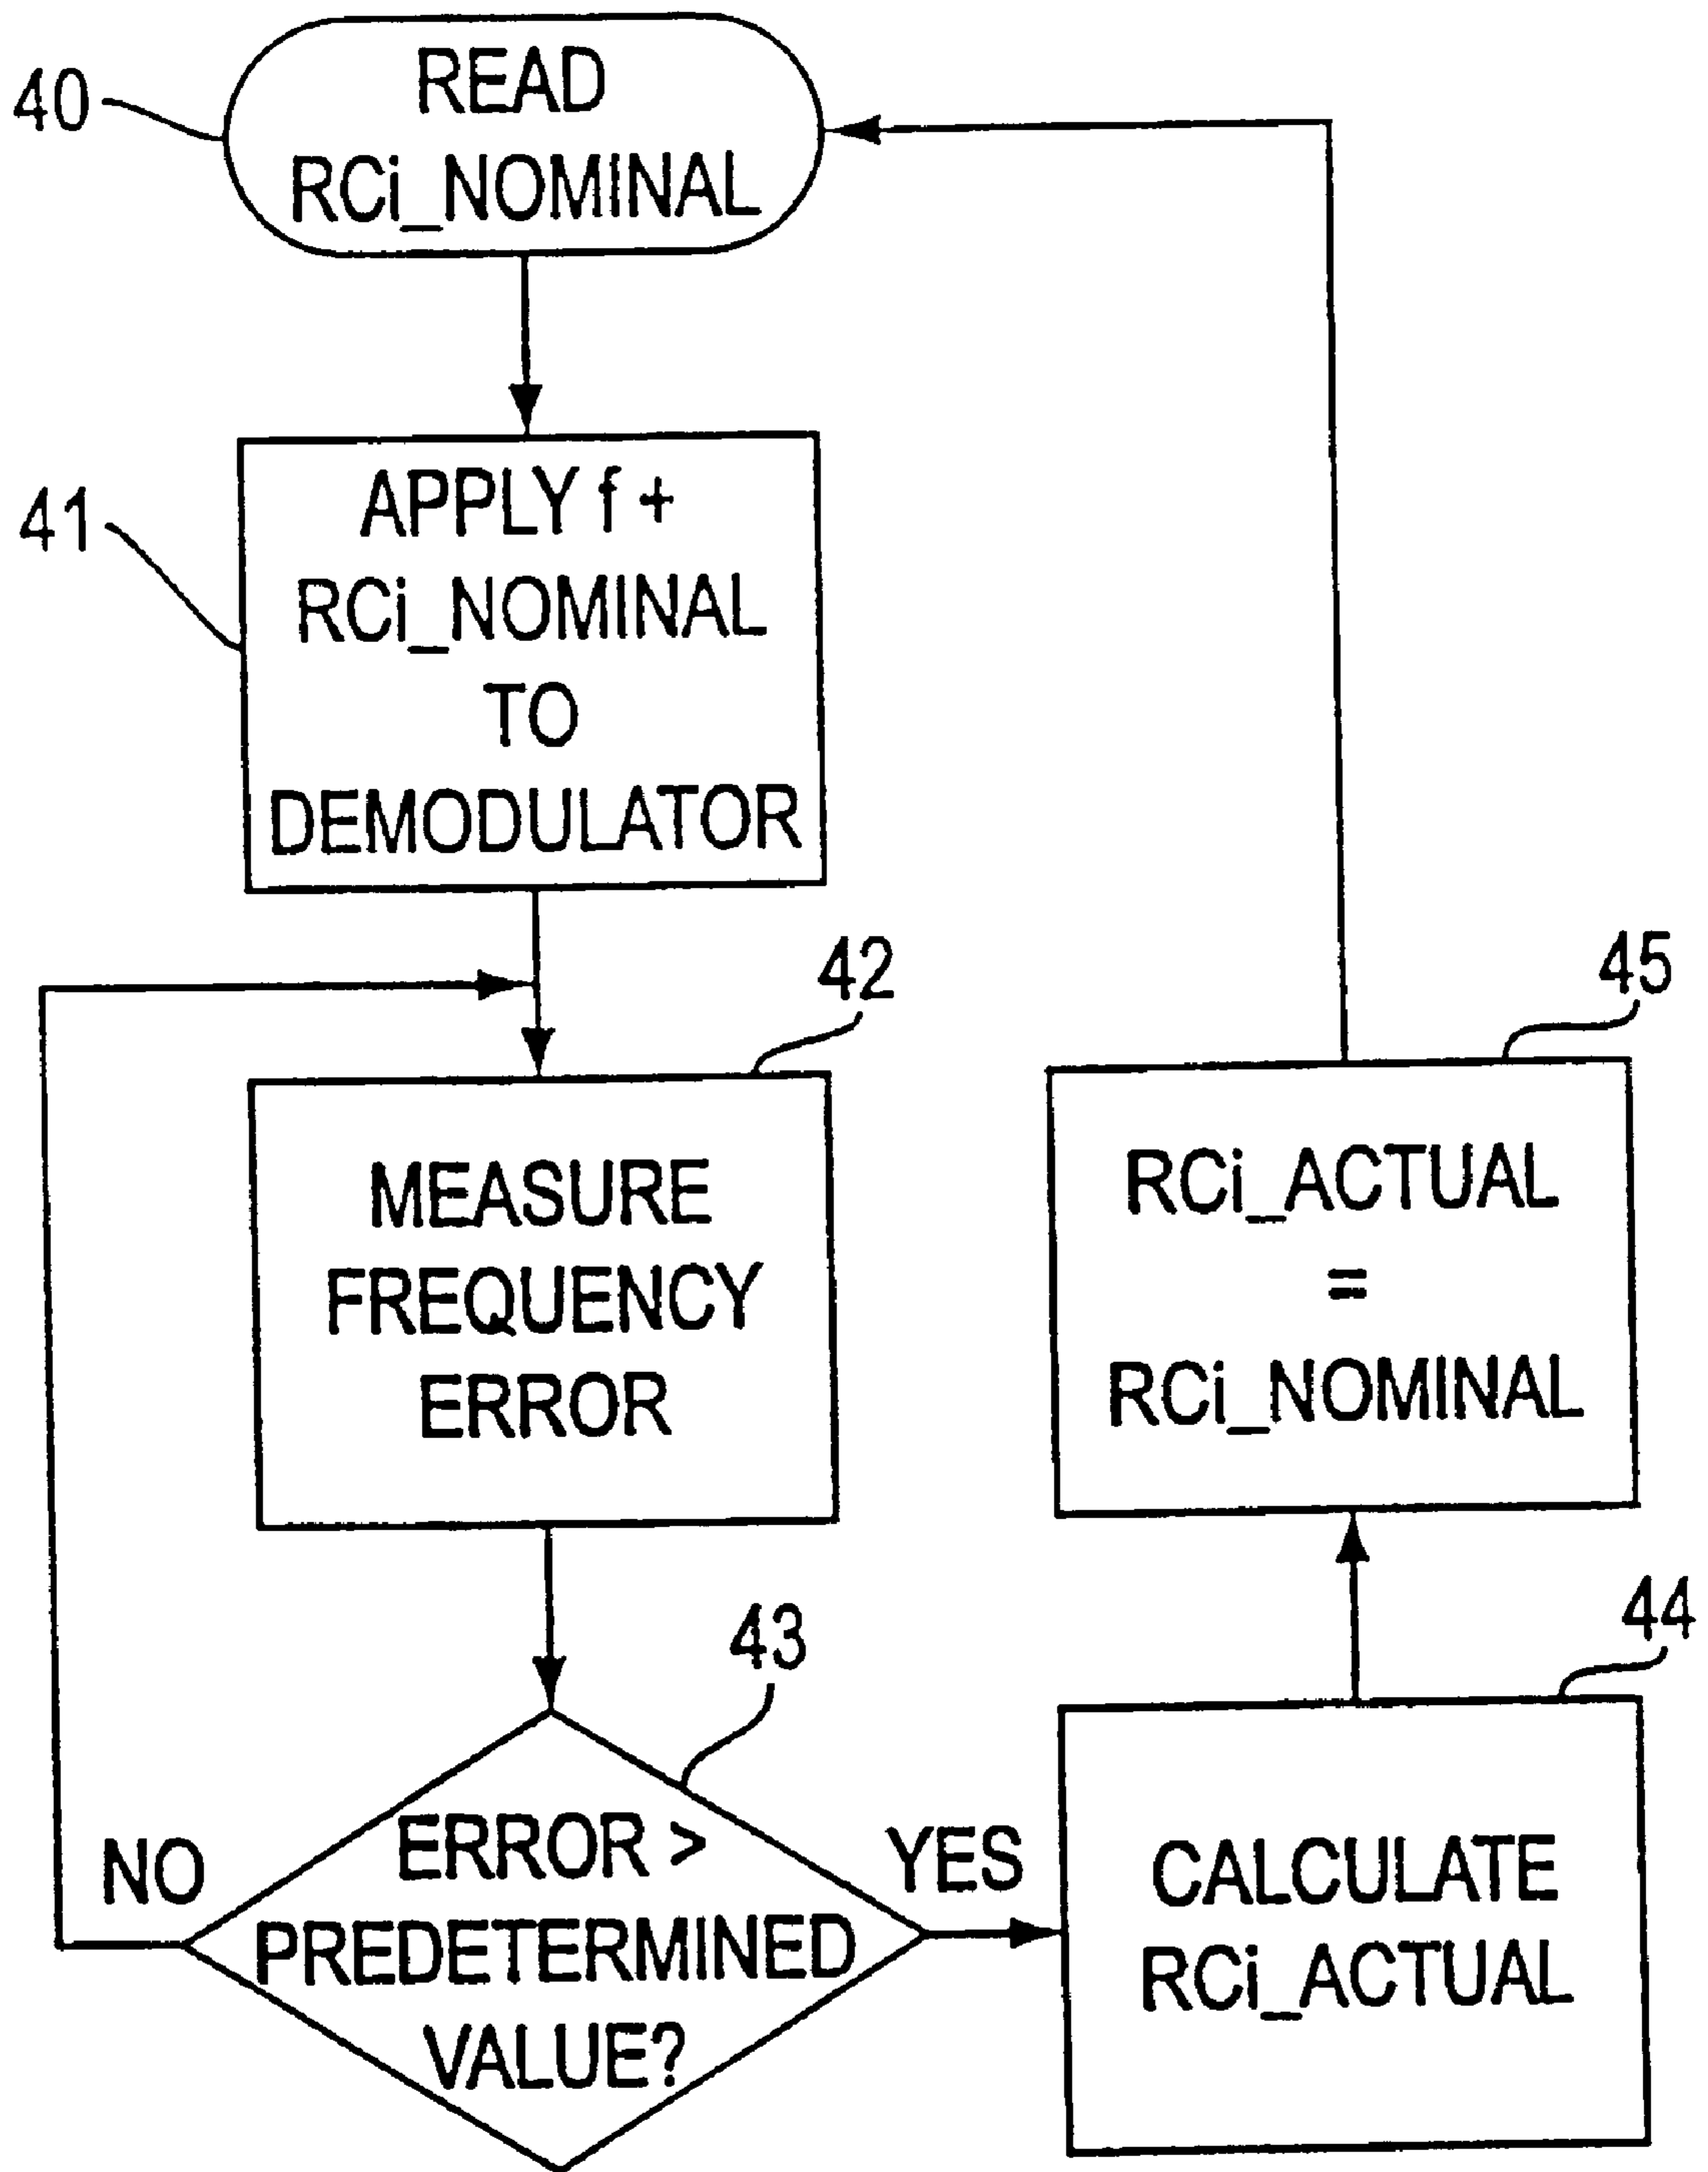 40
READ
RCi_NOMINAL
41
APPLY f +
RCi_NOMINAL
TO
DEMODULATOR
42
MEASURE
FREQUENCY
ERROR
43
ERROR >
PREDETERMINED
VALUE?
NO
YES
44
CALCULATE
RCi_ACTUAL
45
RCi_ACTUAL
=
RCi_NOMINAL